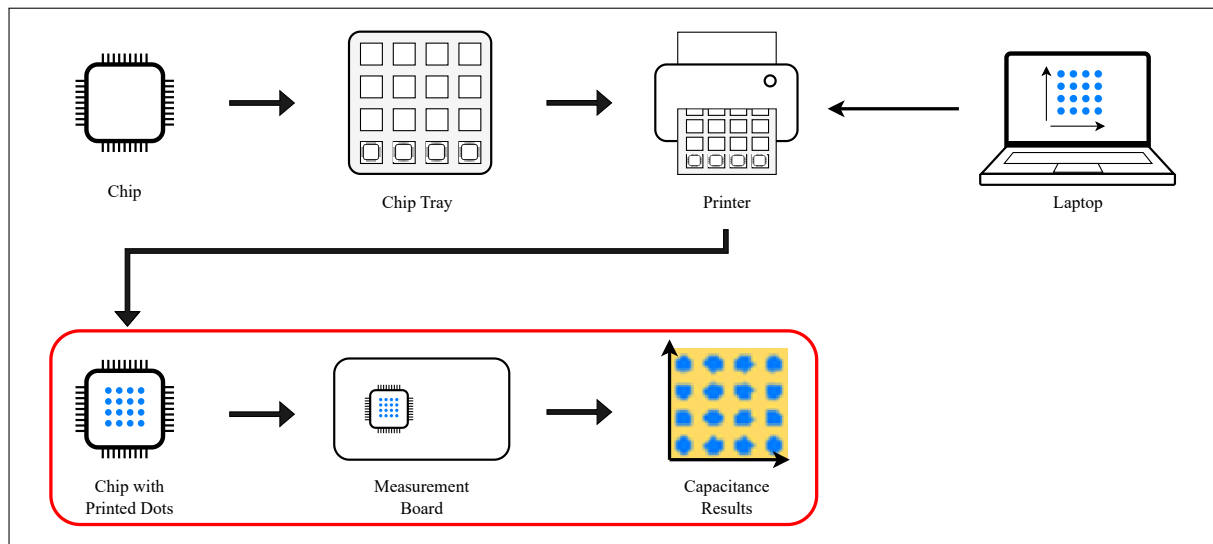 Chip
Chip Tray
Printer
Laptop
Chip with
Printed Dots
Measurement
Board
Capacitance
Results